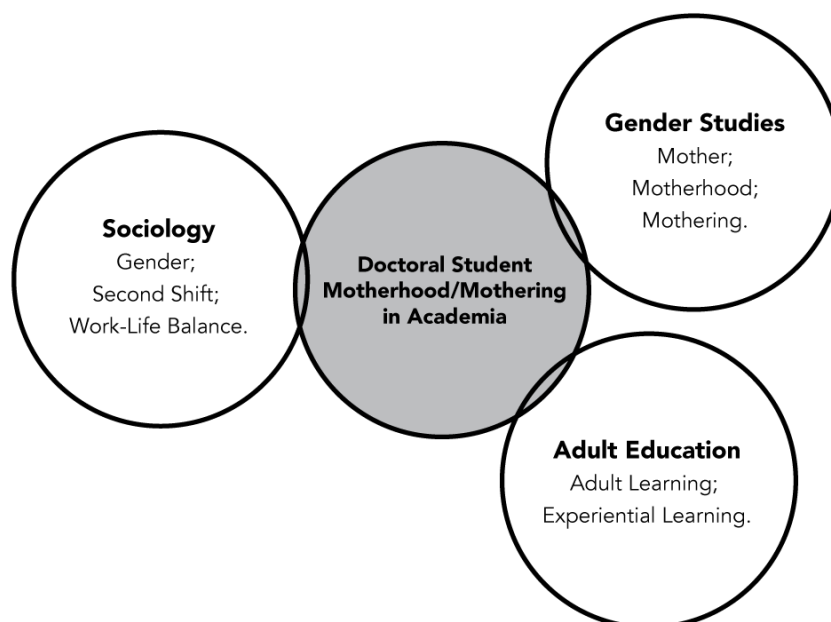 Gender Studies
Mother;
Motherhood;
Mothering.
Sociology
Gender;
Second Shift;
Work-Life Balance.
Doctoral Student
Motherhood/Mothering
in Academia
Adult Education
Adult Learning;
Experiential Learning.